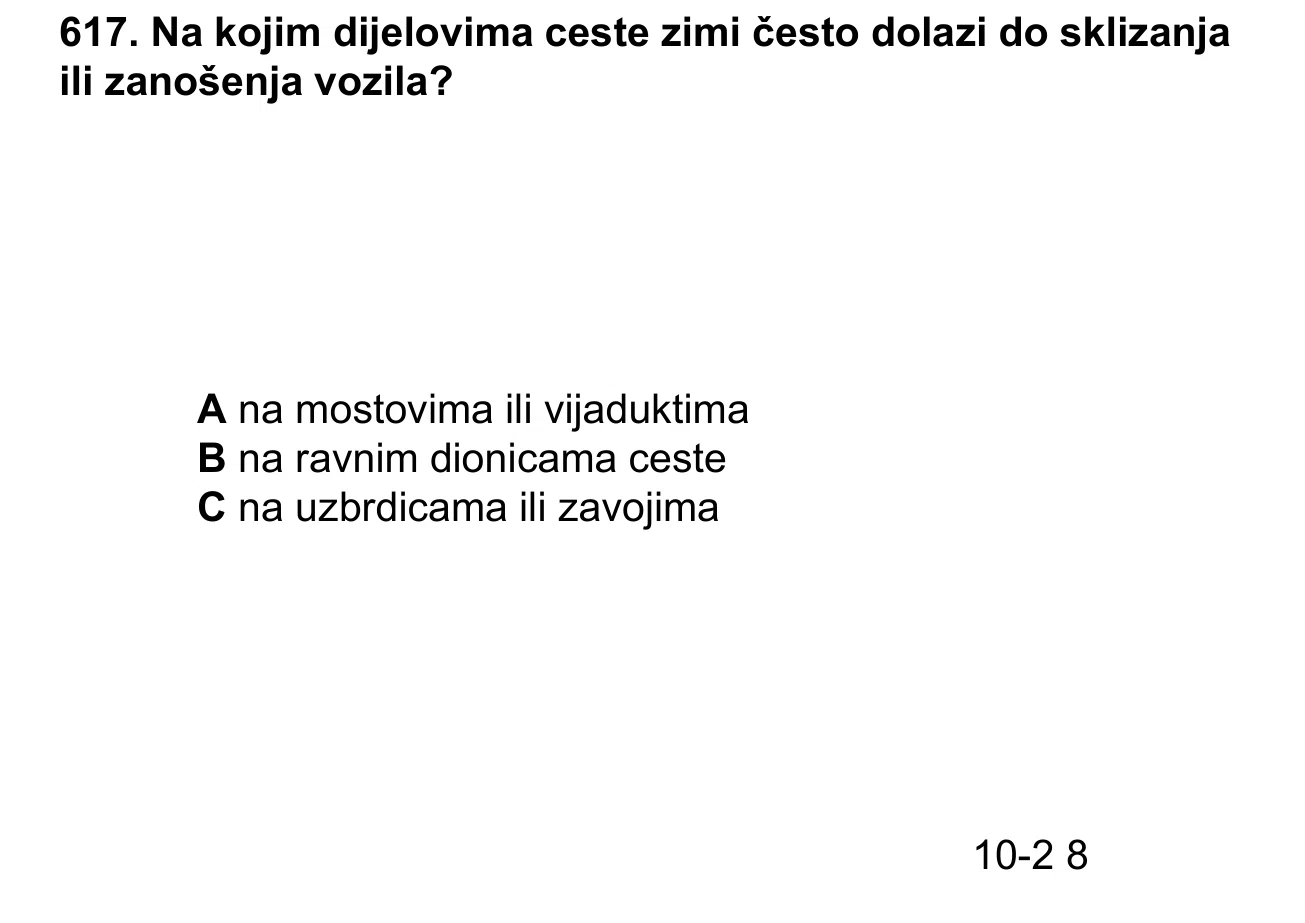 617. Na kojim dijelovima ceste zimi često dolazi do sklizanja
ili zanošenja vozila?
A na mostovima ili vijaduktima
B na ravnim dionicama ceste
C na uzbrdicama ili zavojima
10-2 8